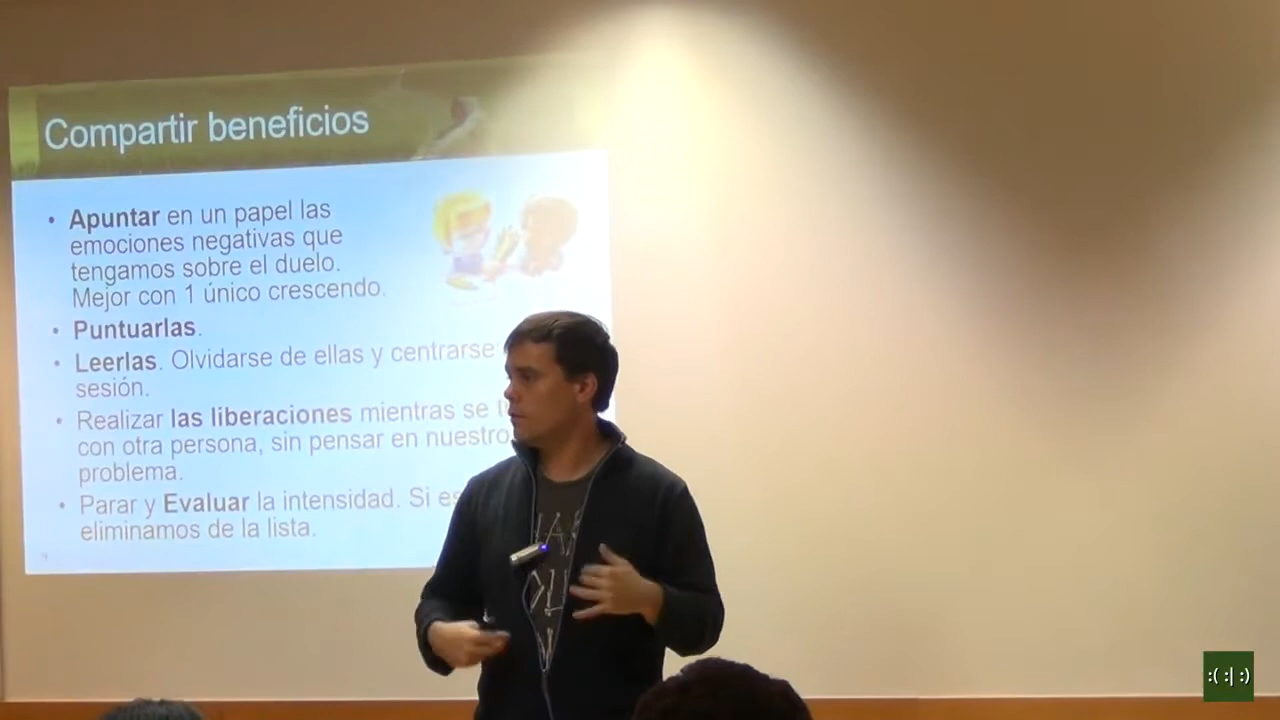 Compartir beneficios
• Apuntar en un papel las
emociones negativas que
tengamos sobre el duelo.
Mejor con 1 único crescendo.
• Puntuarlas.
• Leerlas. Olvidarse de ellas y centrarse
sesión.
• Realizar las liberaciones mientras se
con otra persona, sin pensar en nuestro
problema.
• Parar y Evaluar la intensidad. Si
eliminamos de la lista.
:( :| :)